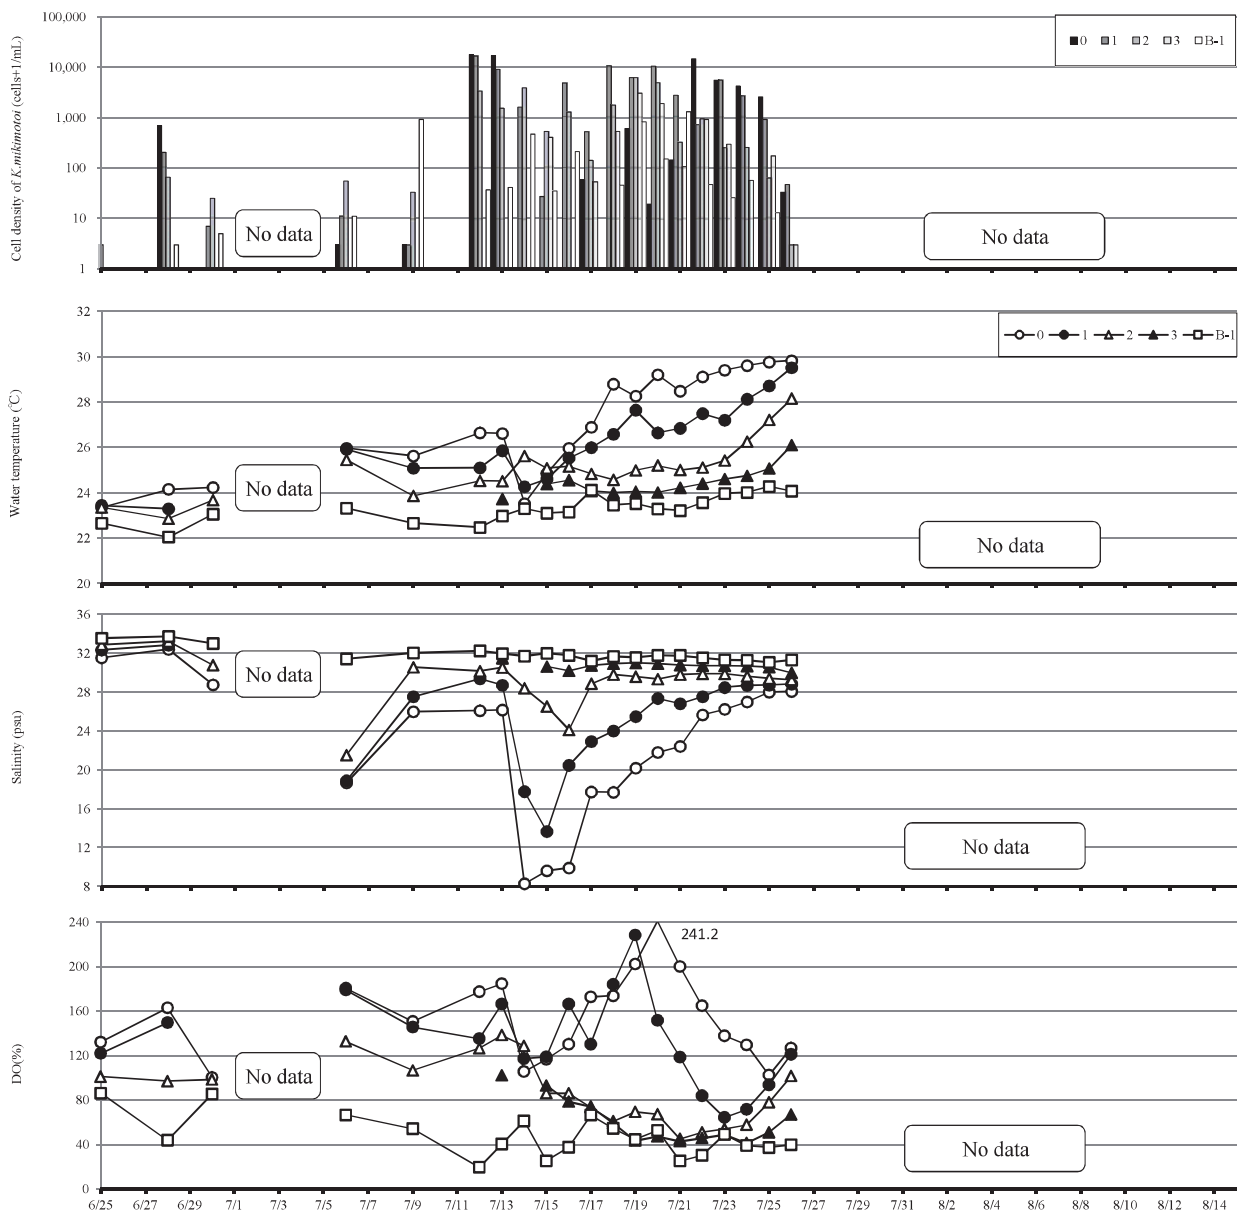 Cell density of K.mikimotoi (cells+1/mL)
100,000
10,000
1,000
100
10
1
0 1 2 3 B-1
No data
No data
Water temperature (℃)
32
30
28
26
24
22
20
0 1 2 3 B-1
No data
No data
Salinity (psu)
36
32
28
24
20
16
12
8
No data
No data
DO(%)
240
200
160
120
80
40
0
241.2
No data
No data
6/25 6/27 6/29 7/1 7/3 7/5 7/7 7/9 7/11 7/13 7/15 7/17 7/19 7/21 7/23 7/25 7/27 7/29 7/31 8/2 8/4 8/6 8/8 8/10 8/12 8/14